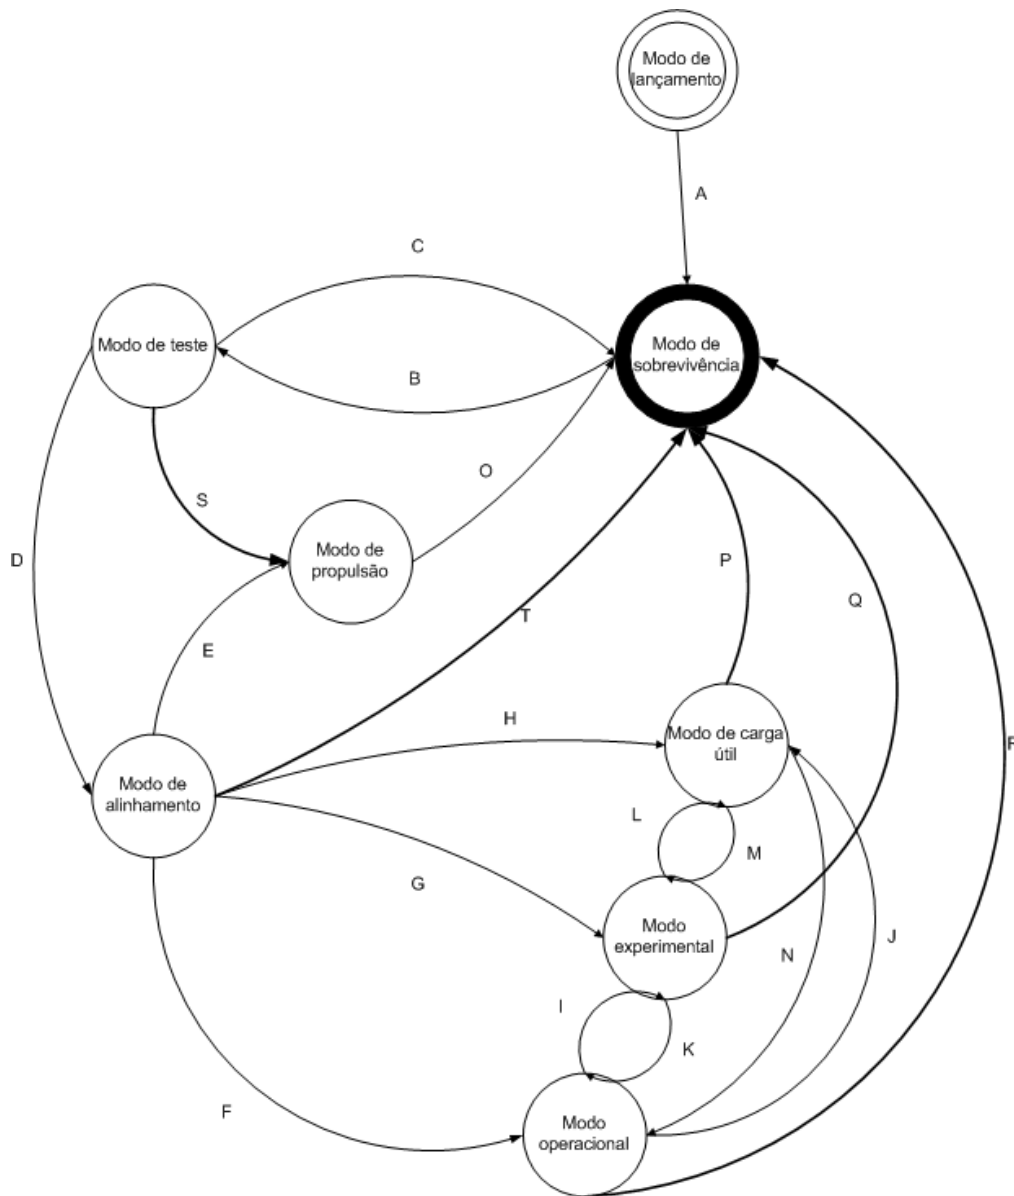 Modo de
lançamento
A
C
Modo de teste
Modo de
sobrevivência
B
S
O
D
Modo de
propulsão
P
Q
T
E
H
Modo de carga
útil
R
Modo de
alinhamento
L
M
G
Modo
experimental
J
N
I
K
F
Modo
operacional